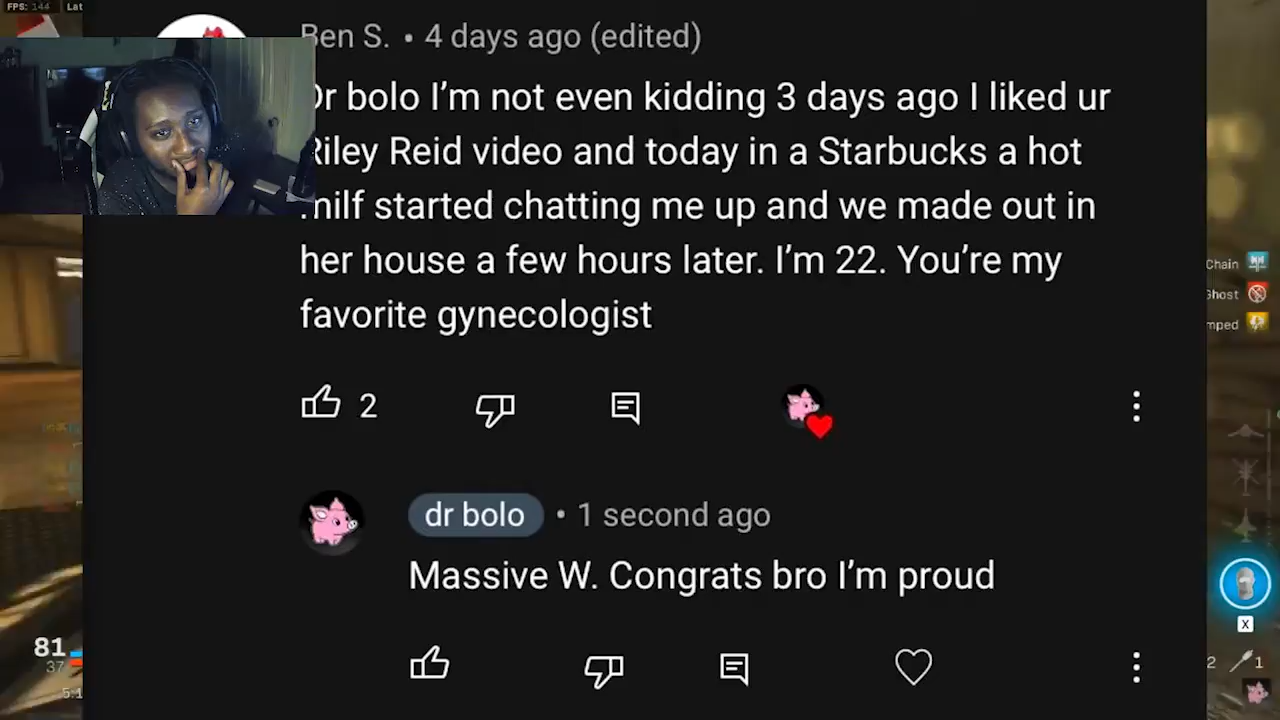 FPS: 144 Lat
Ben S. • 4 days ago (edited)
Dr bolo I'm not even kidding 3 days ago I liked ur
Riley Reid video and today in a Starbucks a hot
milf started chatting me up and we made out in
her house a few hours later. I'm 22. You're my
favorite gynecologist
Chain
Ghost
mped
2
dr bolo • 1 second ago
Massive W. Congrats bro I'm proud
X
81
37
2 1
5:1